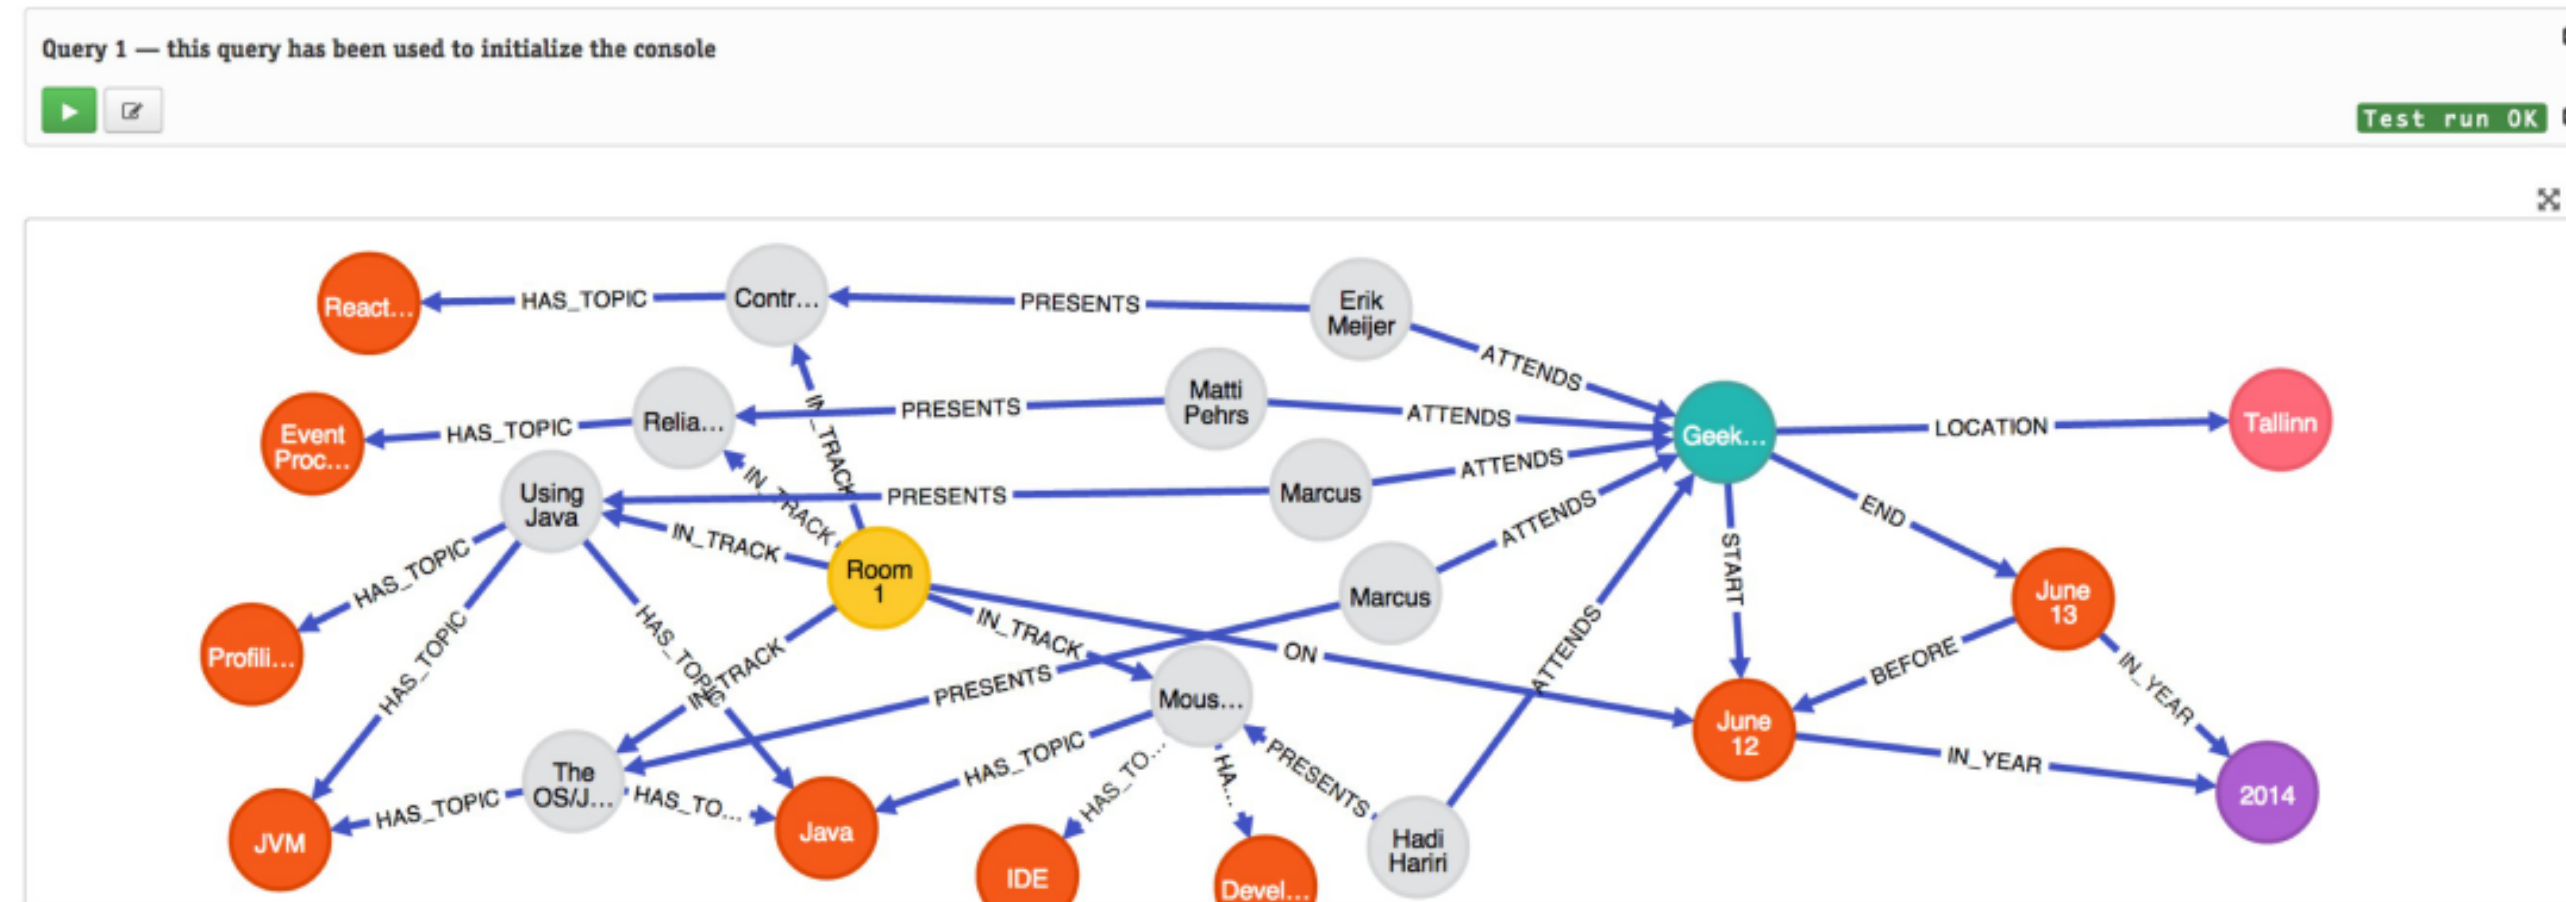 Query 1 — this query has been used to initialize the console
Test run OK
React...
HAS_TOPIC
Contr...
PRESENTS
Erik
Meijer
ATTENDS
Event
Proc...
HAS_TOPIC
Relia...
PRESENTS
Matti
Pehrs
ATTENDS
Geek...
LOCATION
Tallinn
IN_TRACK
IN_TRACK
Using
Java
PRESENTS
Marcus
ATTENDS
ATTENDS
END
START
HAS_TOPIC
IN_TRACK
Room
1
IN_TRACK
Marcus
ATTENDS
June
13
Profili...
HAS_TOPIC
HAS_TOPIC
IN_TRACK
PRESENTS
ON
Mous...
BEFORE
IN_YEAR
June
12
IN_YEAR
2014
The
OS/J...
HAS_TOPIC
HAS_TO...
HAS_TOPIC
HAS_TO...
HA...
PRESENTS
JVM
Java
IDE
Devel...
Hadi
Hariri